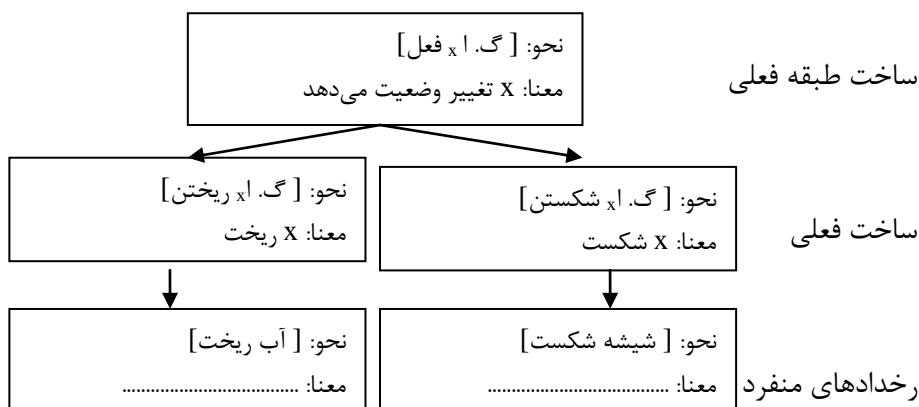 نحو: [ گ. ا x فعل]
معنا: x تغییر وضعیت می‌دهد
ساخت طبقه فعلی
نحو: [ گ. اx شکستن]
معنا: x شکست
نحو: [ گ. اx ریختن]
معنا: x ریخت
ساخت فعلی
نحو: [ شیشه شکست]
معنا: ......................................
نحو: [ آب ریخت]
معنا: .....................................
رخدادهای منفرد